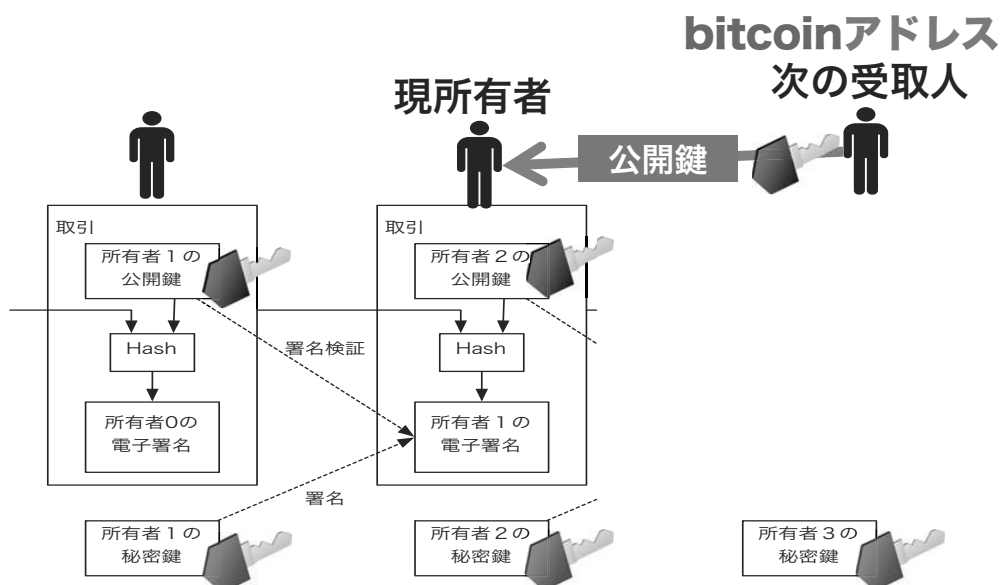 bitcoinアドレス
次の受取人
現所有者
公開鍵
取引
所有者１の
公開鍵
Hash
所有者0の
電子署名
署名検証
署名
所有者１の
秘密鍵
取引
所有者２の
公開鍵
Hash
所有者１の
電子署名
所有者２の
秘密鍵
所有者３の
秘密鍵